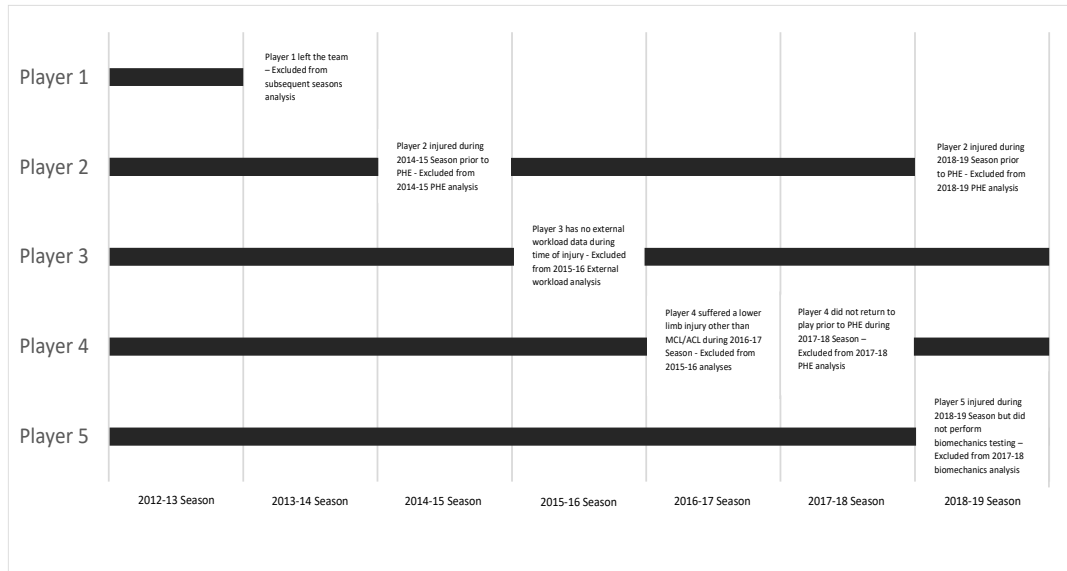 Player 1
Player 1 left the team
– Excluded from
subsequent seasons
analysis
Player 2
Player 2 injured during
2014-15 Season prior to
PHE - Excluded from
2014-15 PHE analysis
Player 2 injured during
2018-19 Season prior
to PHE - Excluded from
2018-19 PHE analysis
Player 3
Player 3 has no external
workload data during
time of injury - Excluded
from 2015-16 External
workload analysis
Player 4
Player 4 suffered a lower
limb injury other than
MCL/ACL during 2016-17
Season - Excluded from
2015-16 analyses
Player 4 did not return to
play prior to PHE during
2017-18 Season –
Excluded from 2017-18
PHE analysis
Player 5
Player 5 injured during
2018-19 Season but did
not perform
biomechanics testing –
Excluded from 2017-18
biomechanics analysis
2012-13 Season
2013-14 Season
2014-15 Season
2015-16 Season
2016-17 Season
2017-18 Season
2018-19 Season